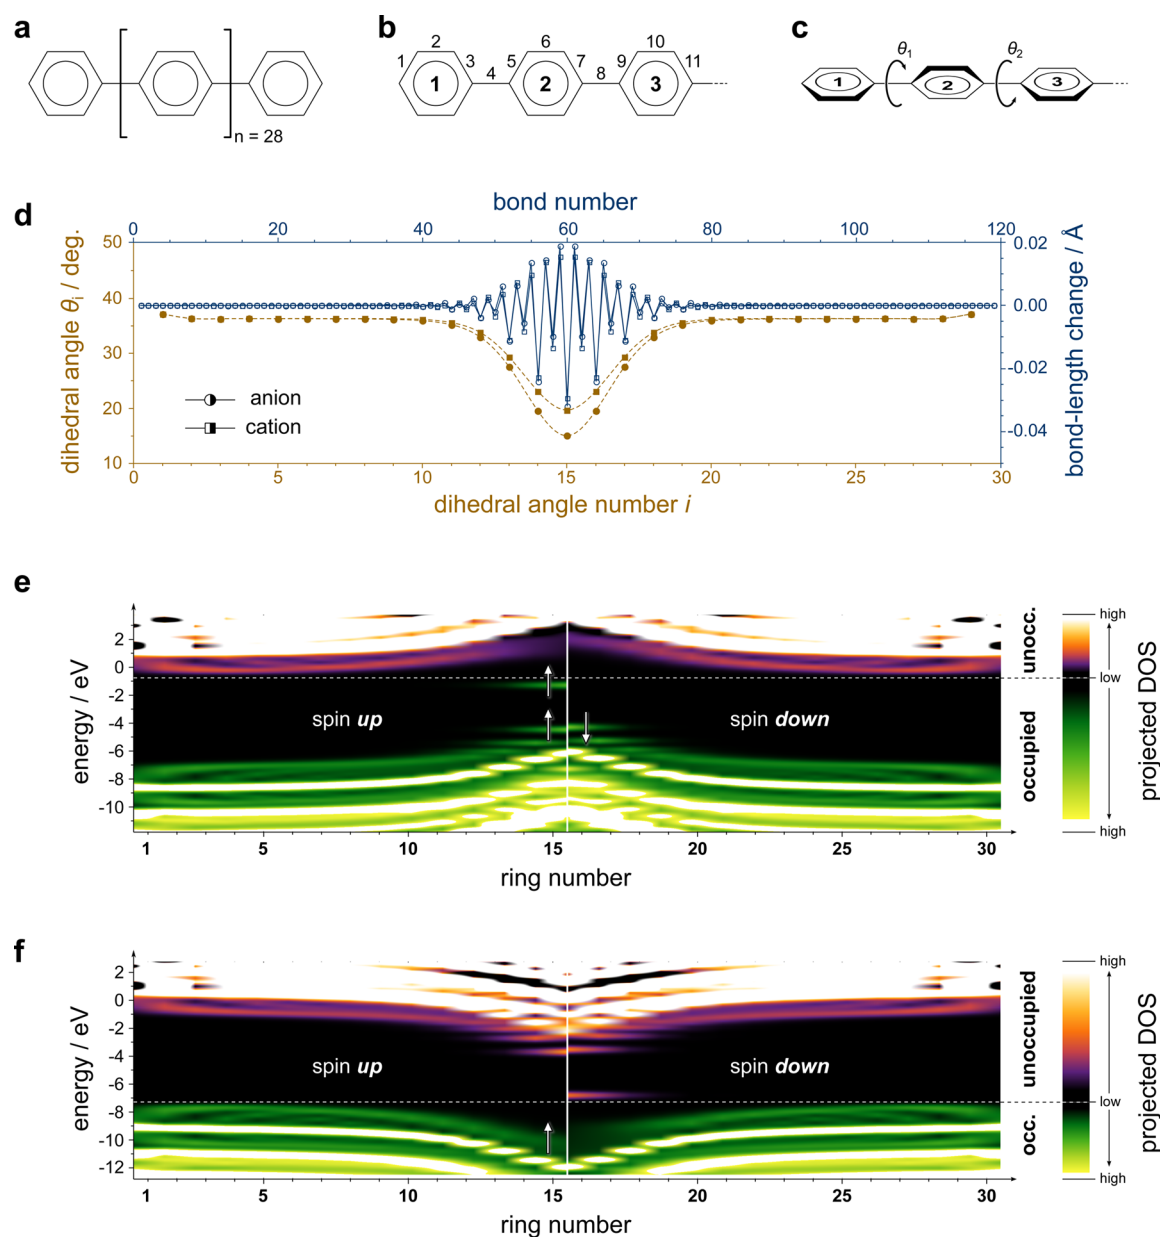 a
n = 28
b
1 2 3 4 5 6 7 8 9 10 11
1 2 3
c
θ1 θ2
1 2 3
d
bond number
0 20 40 60 80 100 120
dihedral angle θi / deg.
50
40
30
20
10
anion
cation
0.02
0.00
-0.02
-0.04
bond-length change / Å
0 5 10 15 20 25 30
dihedral angle number i
e
energy / eV
2
0
-2
-4
-6
-8
-10
spin up
spin down
unocc.
occupied
high
low
high
projected DOS
1 5 10 15 20 25 30
ring number
f
energy / eV
2
0
-2
-4
-6
-8
-10
-12
spin up
spin down
unoccupied
occ.
high
low
high
projected DOS
1 5 10 15 20 25 30
ring number